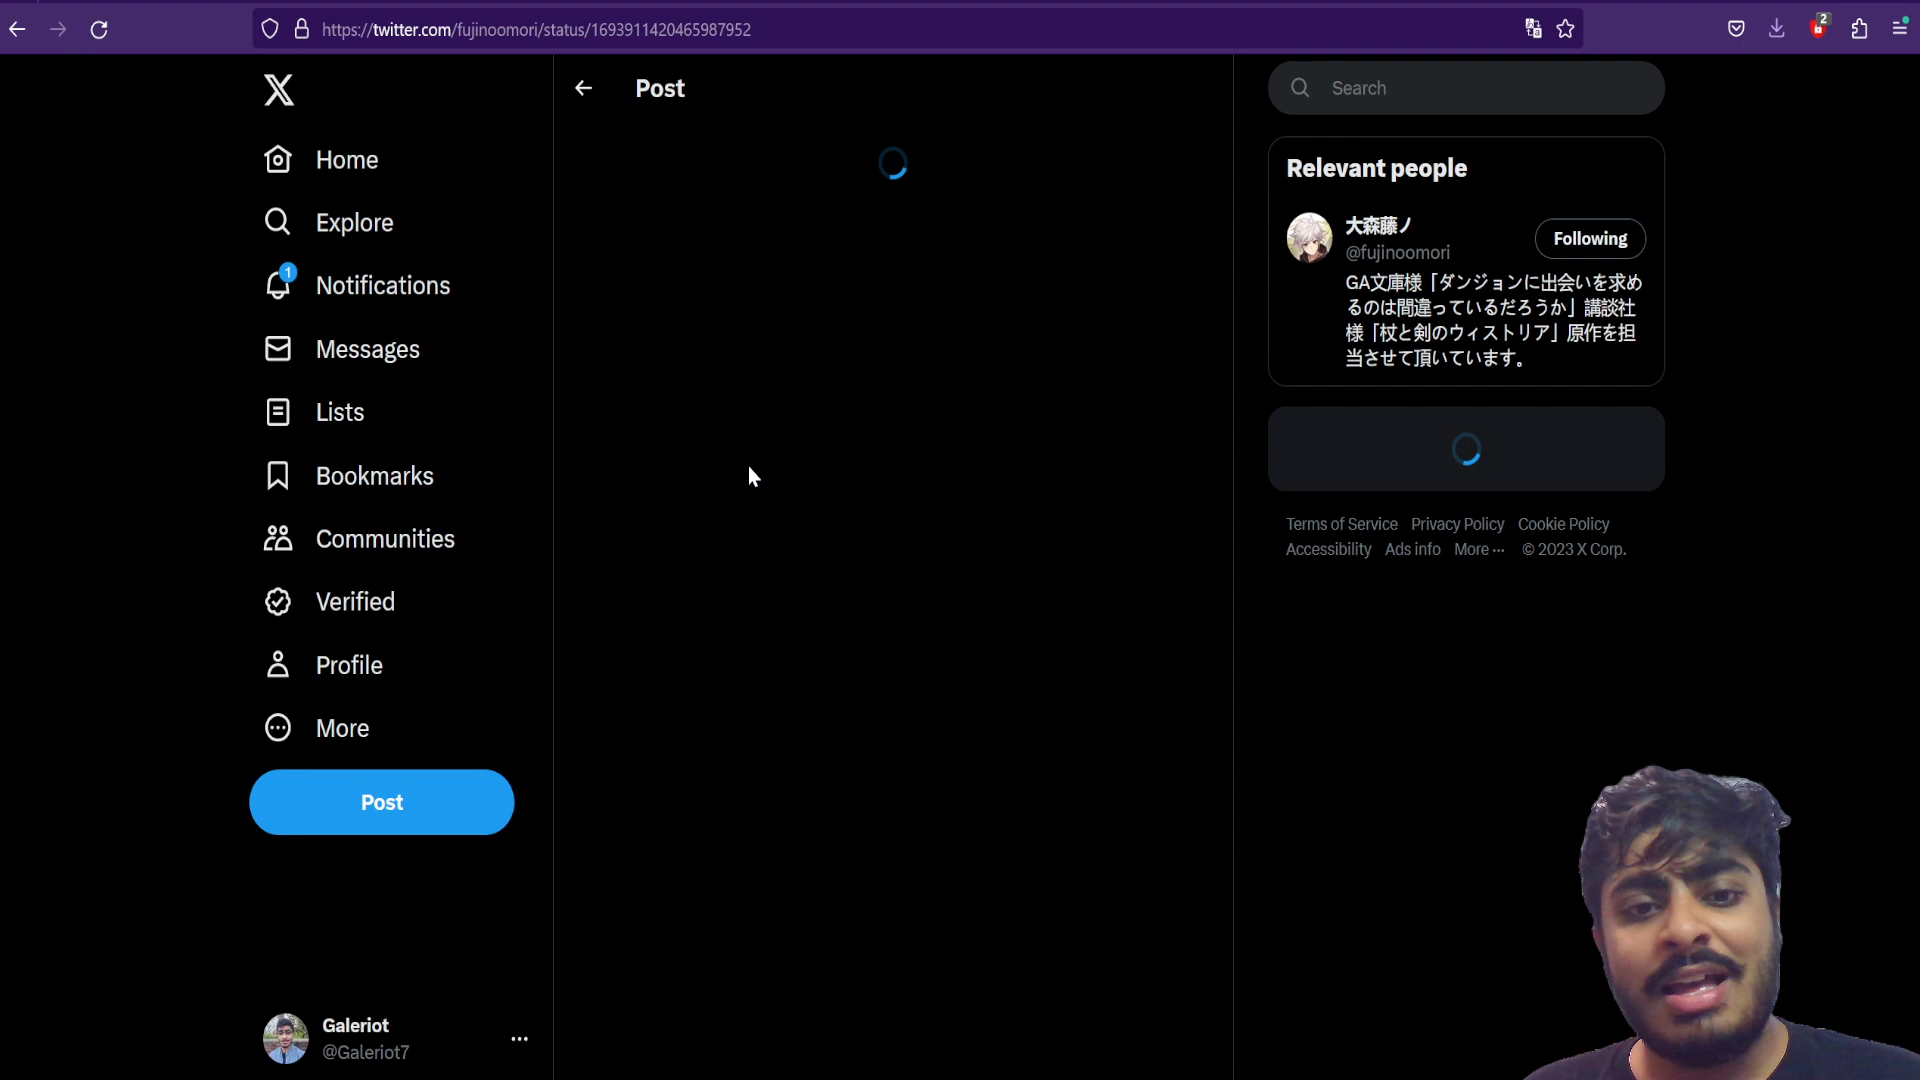 https://twitter.com/fujinoomori/status/1693911420465987952
2
Post
Search
Home
Explore
1
Notifications
Messages
Lists
Bookmarks
Communities
Verified
Profile
More
Post
Galeriot
@Galeriot7
Relevant people
大森藤ノ
@fujinoomori
Following
GA文庫様「ダンジョンに出会いを求め
るのは間違っているだろうか」講談社
様「杖と剣のウィストリア」原作を担
当させて頂いています。
Terms of Service Privacy Policy Cookie Policy
Accessibility Ads info More ··· © 2023 X Corp.